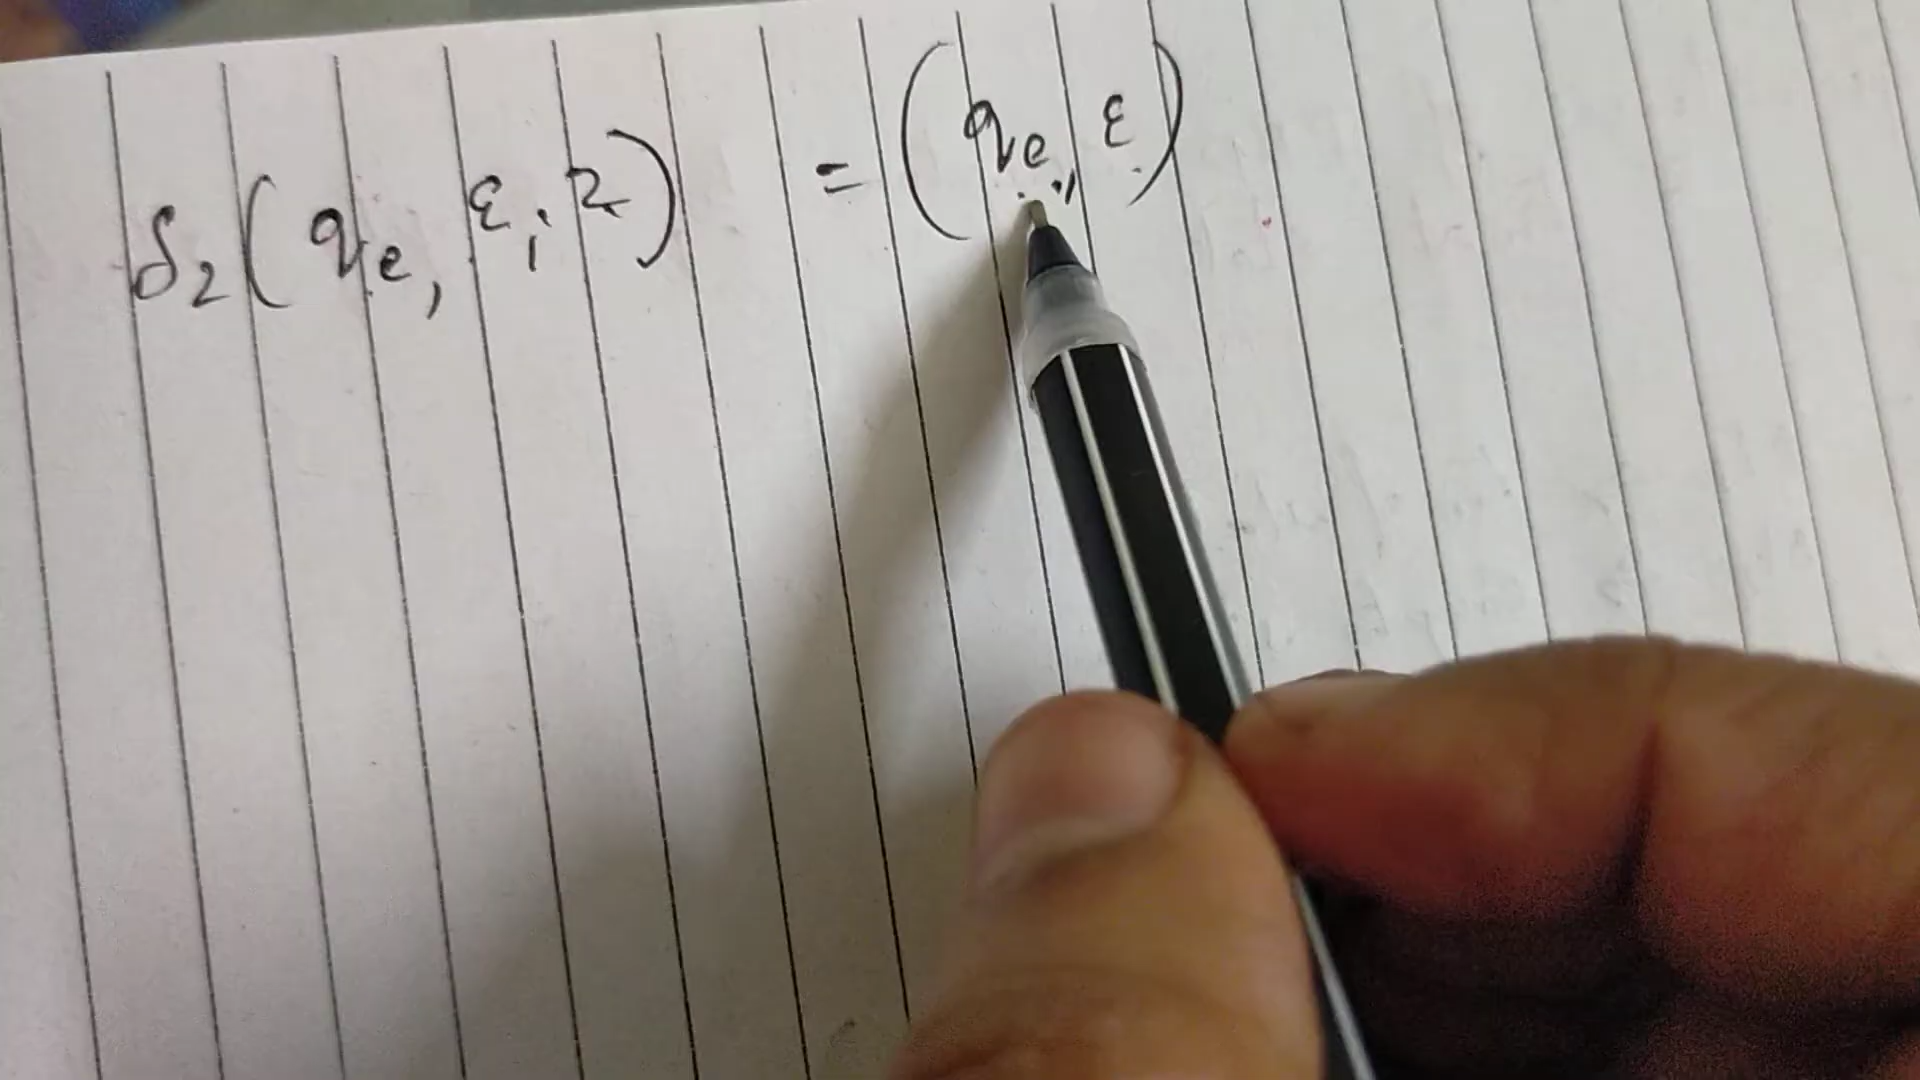 δ₂(qₑ, ε, z) = (qₑ, ε)